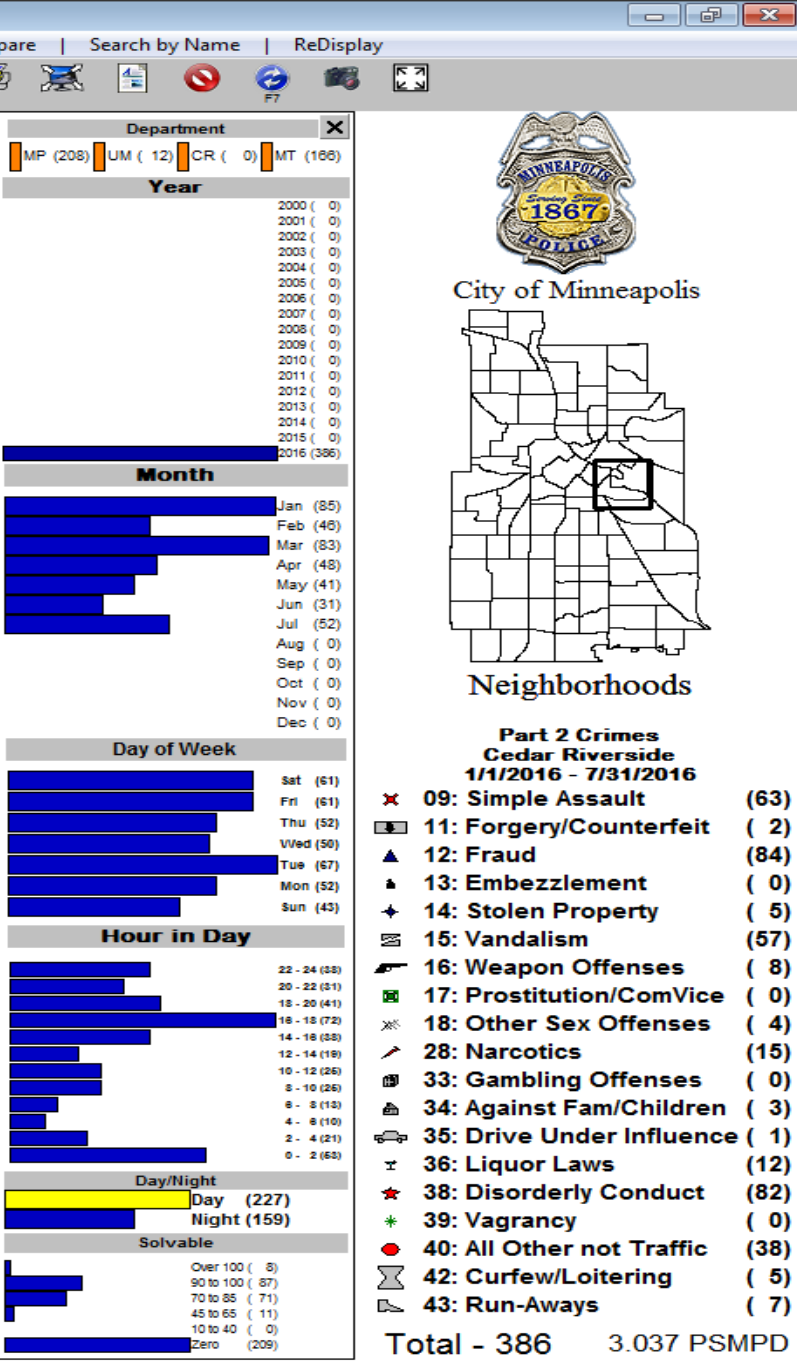 pare | Search by Name | ReDisplay
F7
Department
MP (208) UM ( 12) CR ( 0) MT (166)
Year
2000 ( 0)
2001 ( 0)
2002 ( 0)
2003 ( 0)
2004 ( 0)
2005 ( 0)
2006 ( 0)
2007 ( 0)
2008 ( 0)
2009 ( 0)
2010 ( 0)
2011 ( 0)
2012 ( 0)
2013 ( 0)
2014 ( 0)
2015 ( 0)
2016 (386)
Month
Jan (85)
Feb (46)
Mar (83)
Apr (48)
May (41)
Jun (31)
Jul (52)
Aug ( 0)
Sep ( 0)
Oct ( 0)
Nov ( 0)
Dec ( 0)
Day of Week
Sat (61)
Fri (61)
Thu (52)
Wed (50)
Tue (67)
Mon (52)
Sun (43)
Hour in Day
22 - 24 (38)
20 - 22 (31)
18 - 20 (41)
16 - 18 (72)
14 - 16 (38)
12 - 14 (19)
10 - 12 (25)
8 - 10 (25)
6 - 8 (13)
4 - 6 (10)
2 - 4 (21)
0 - 2 (53)
Day/Night
Day (227)
Night (159)
Solvable
Over 100 ( 8)
90 to 100 ( 87)
70 to 85 ( 71)
45 to 65 ( 11)
10 to 40 ( 0)
Zero (209)
MINNEAPOLIS
Serving Since
1867
POLICE
City of Minneapolis
Neighborhoods
Part 2 Crimes
Cedar Riverside
1/1/2016 - 7/31/2016
09: Simple Assault (63)
11: Forgery/Counterfeit ( 2)
12: Fraud (84)
13: Embezzlement ( 0)
14: Stolen Property ( 5)
15: Vandalism (57)
16: Weapon Offenses ( 8)
17: Prostitution/ComVice ( 0)
18: Other Sex Offenses ( 4)
28: Narcotics (15)
33: Gambling Offenses ( 0)
34: Against Fam/Children ( 3)
35: Drive Under Influence ( 1)
36: Liquor Laws (12)
38: Disorderly Conduct (82)
39: Vagrancy ( 0)
40: All Other not Traffic (38)
42: Curfew/Loitering ( 5)
43: Run-Aways ( 7)
Total - 386 3.037 PSMPD